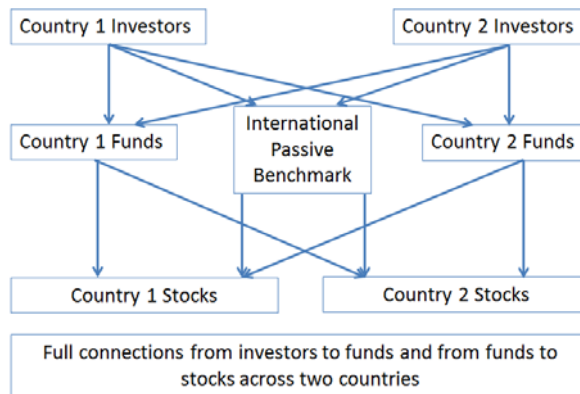 Country 1 Investors
Country 2 Investors
Country 1 Funds
International
Passive
Benchmark
Country 2 Funds
Country 1 Stocks
Country 2 Stocks
Full connections from investors to funds and from funds to
stocks across two countries